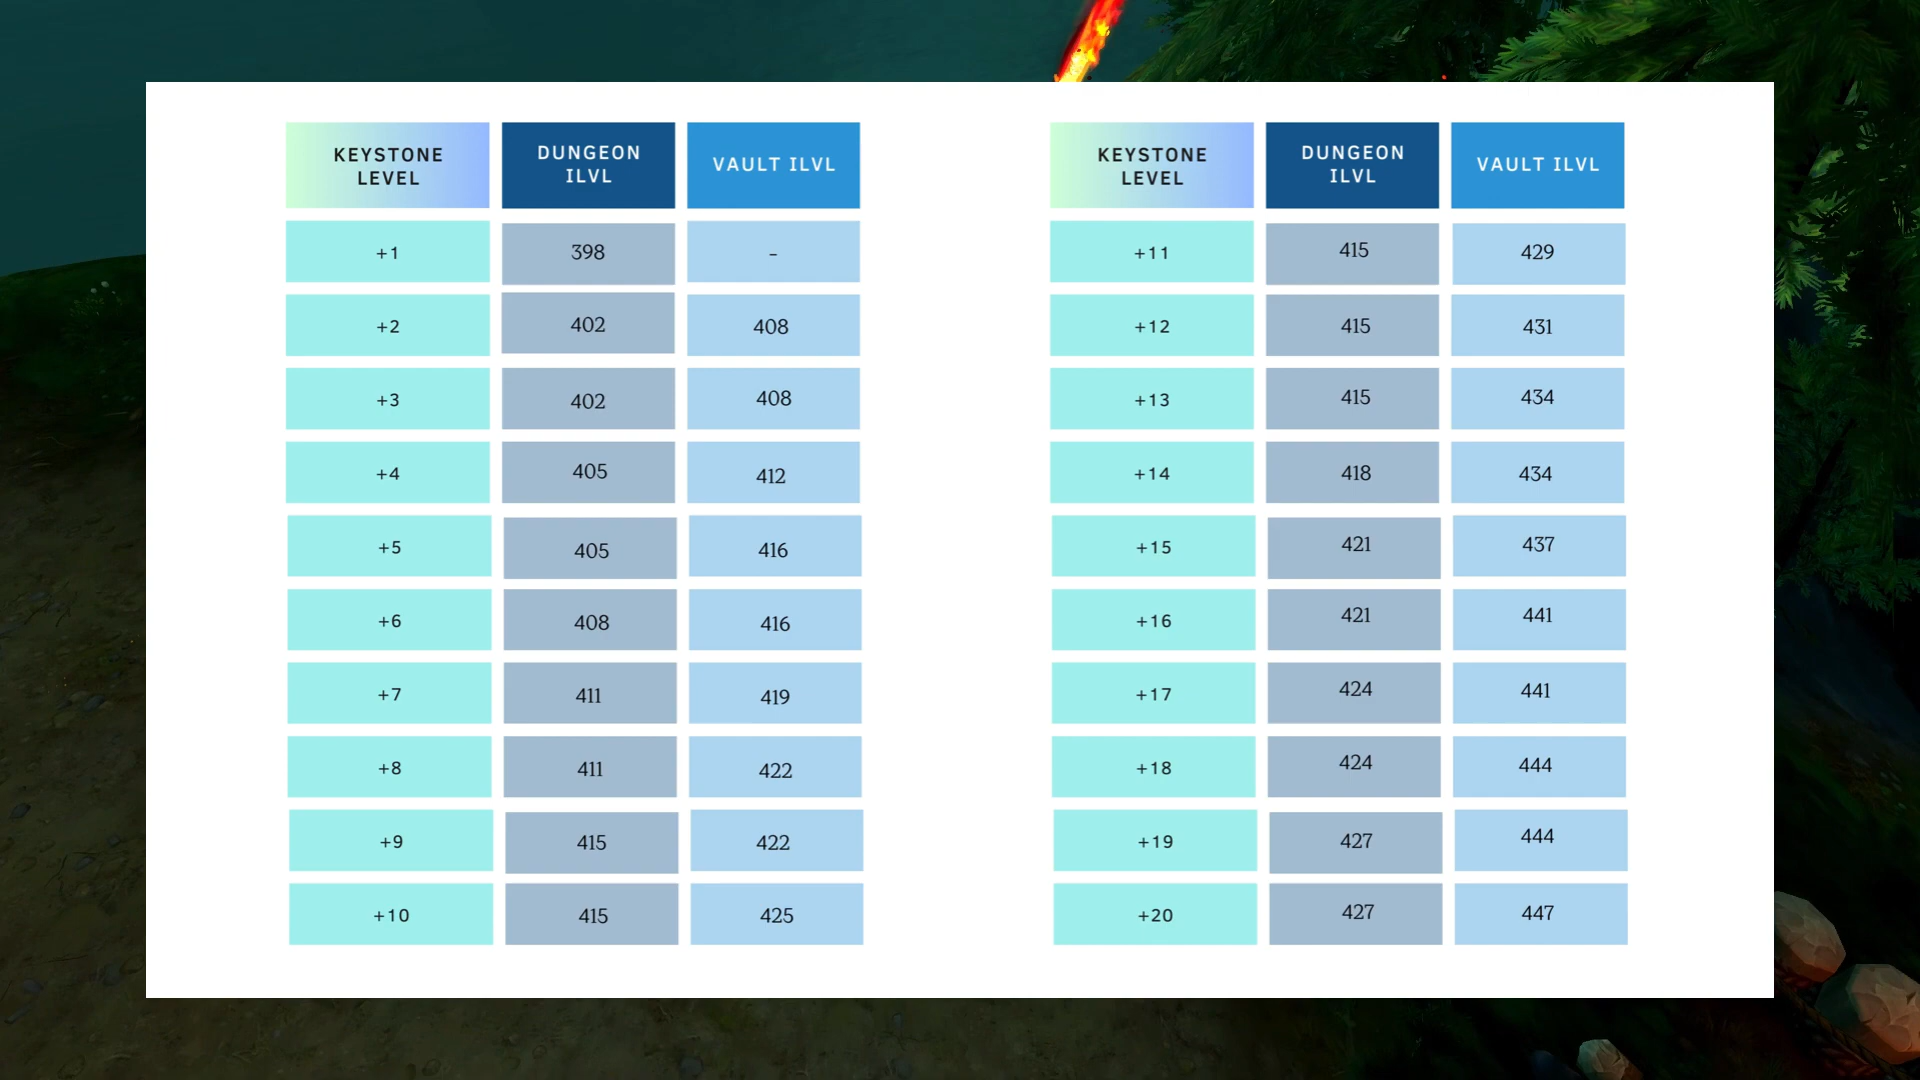 KEYSTONE LEVEL DUNGEON ILVL VAULT ILVL
+1 398 -
+2 402 408
+3 402 408
+4 405 412
+5 405 416
+6 408 416
+7 411 419
+8 411 422
+9 415 422
+10 415 425
KEYSTONE LEVEL DUNGEON ILVL VAULT ILVL
+11 415 429
+12 415 431
+13 415 434
+14 418 434
+15 421 437
+16 421 441
+17 424 441
+18 424 444
+19 427 444
+20 427 447